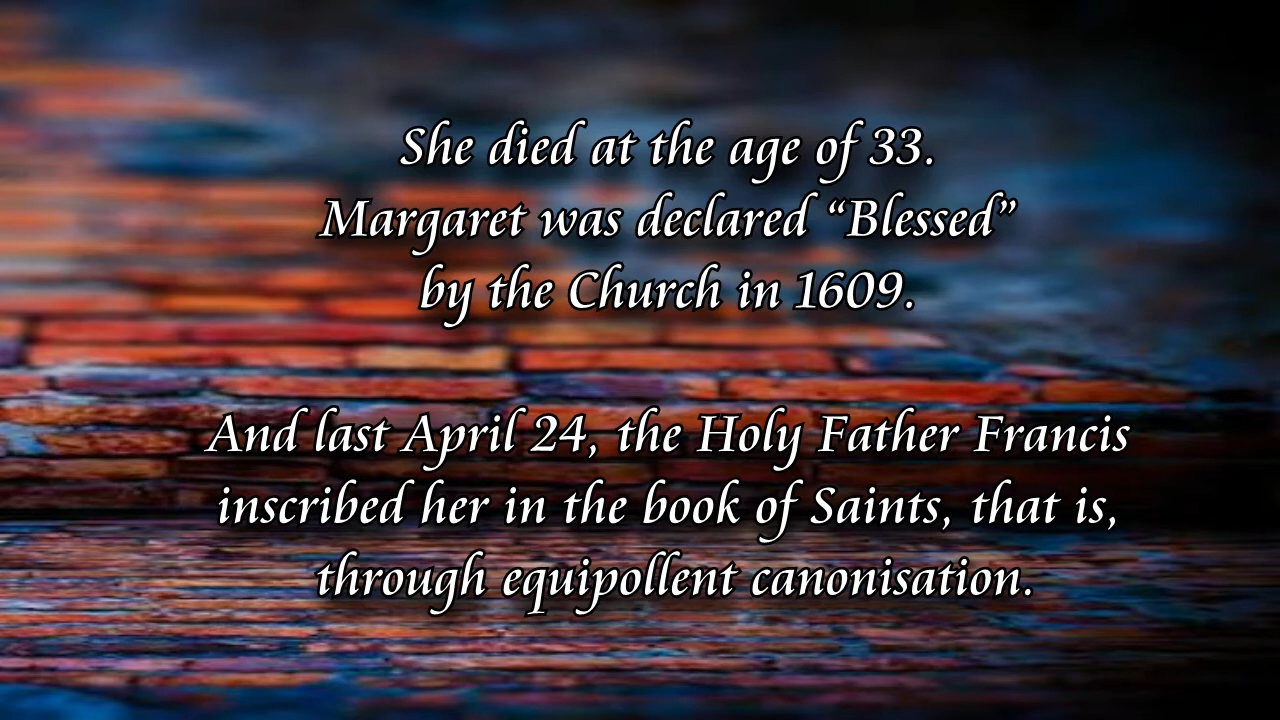 She died at the age of 33.
Margaret was declared “Blessed”
by the Church in 1609.
And last April 24, the Holy Father Francis
inscribed her in the book of Saints, that is,
through equipollent canonisation.